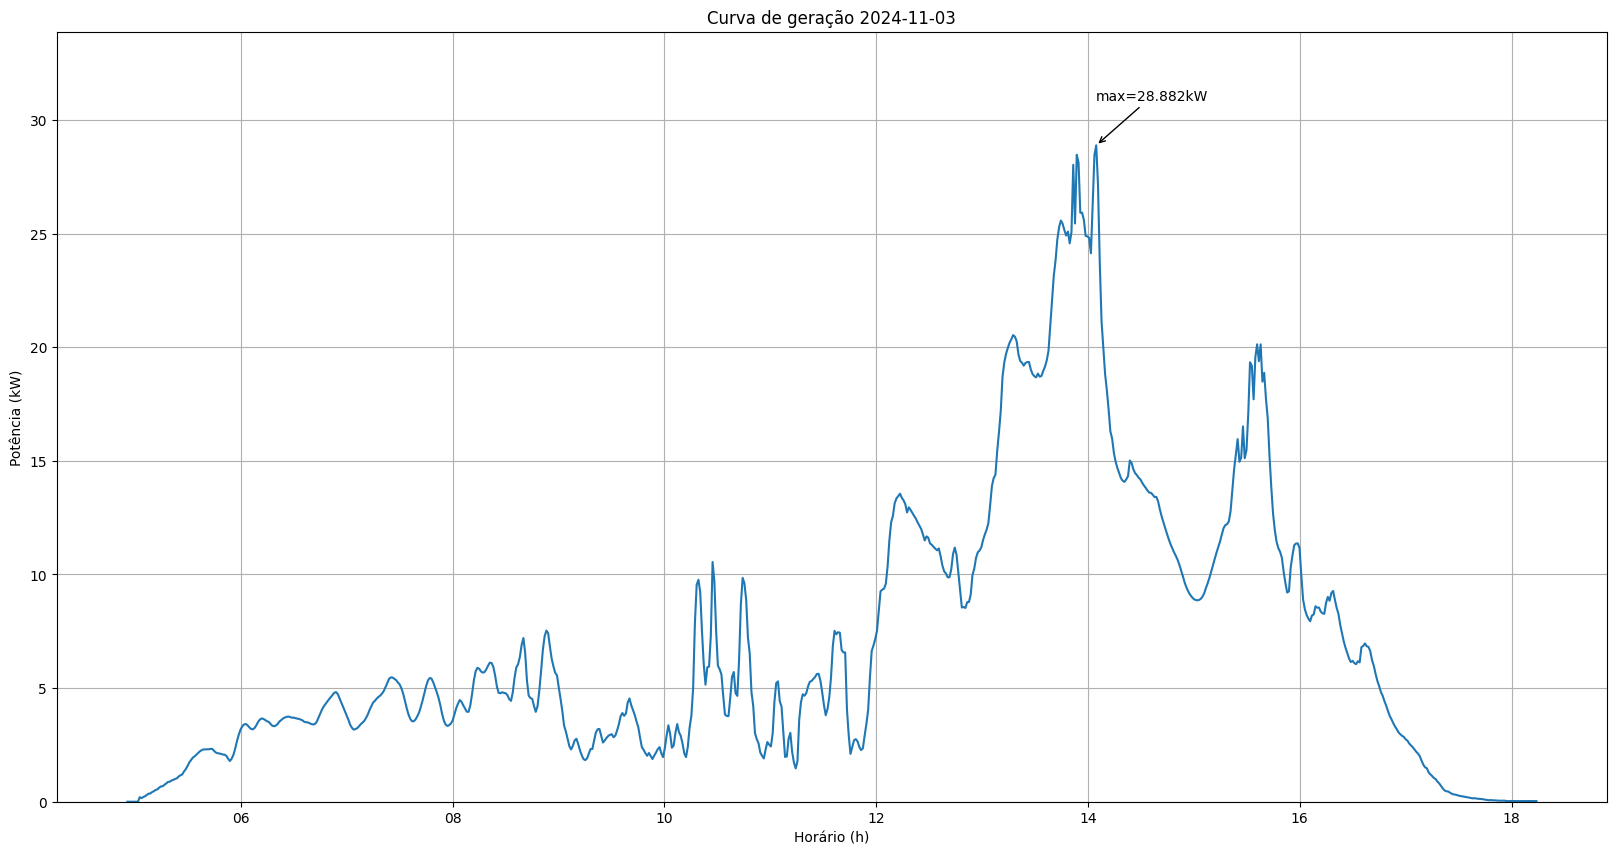 Curva de geração 2024-11-03
max=28.882kW
30
25
20
15
10
5
0
Potência (kW)
06 08 10 12 14 16 18
Horário (h)